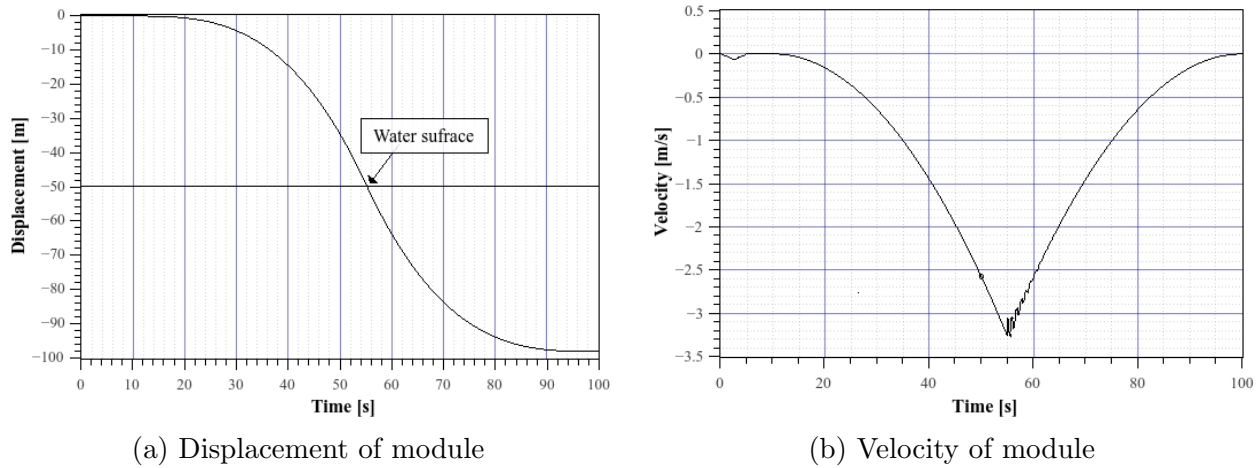 0
−10
−20
−30
−40
−50
−60
−70
−80
−90
−100
Displacement [m]
Water sufrace
0 10 20 30 40 50 60 70 80 90 100
Time [s]
(a) Displacement of module
0.5
0
−0.5
−1
−1.5
−2
−2.5
−3
−3.5
Velocity [m/s]
0 20 40 60 80 100
Time [s]
(b) Velocity of module